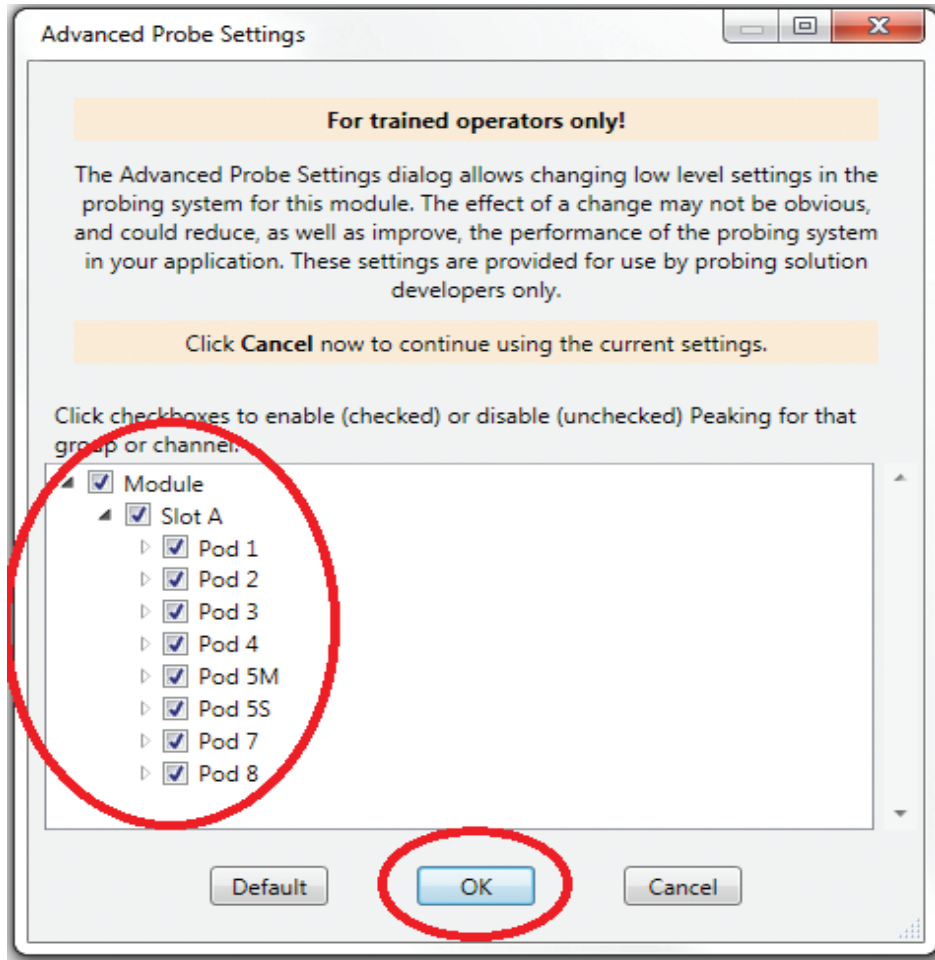 Advanced Probe Settings
For trained operators only!
The Advanced Probe Settings dialog allows changing low level settings in the
probing system for this module. The effect of a change may not be obvious,
and could reduce, as well as improve, the performance of the probing system
in your application. These settings are provided for use by probing solution
developers only.
Click Cancel now to continue using the current settings.
Click checkboxes to enable (checked) or disable (unchecked) Peaking for that
group or channel.
Module
Slot A
Pod 1
Pod 2
Pod 3
Pod 4
Pod 5M
Pod 5S
Pod 7
Pod 8
Default OK Cancel